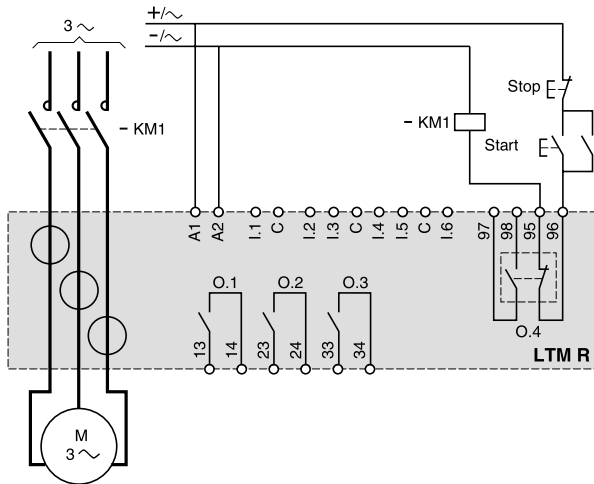 +/~
3 ~
−/~
Stop
– KM1
– KM1
Start
A1
A2
I.1
C
I.2
I.3
C
I.4
I.5
C
I.6
97
98
95
96
O.1
O.2
O.3
13
14
23
24
33
34
O.4
LTM R
M
3 ~